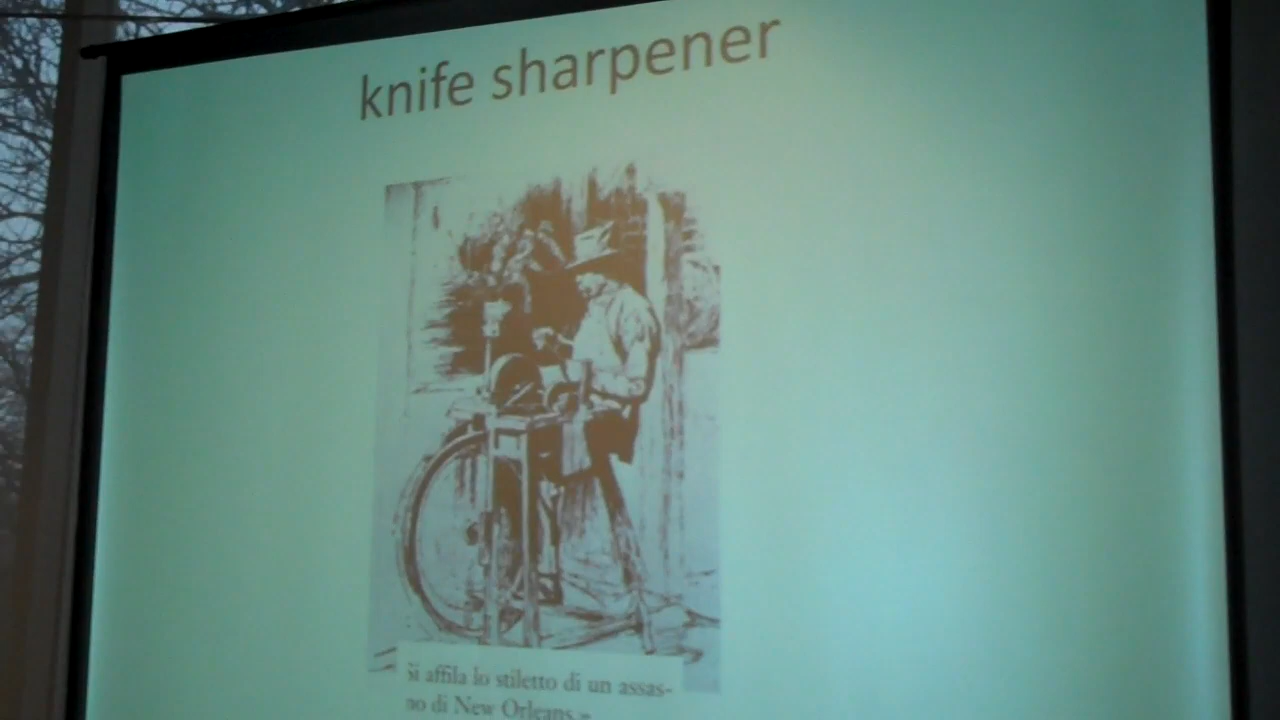 knife sharpener
si affila lo stiletto di un assas-
no di New Orleans.–